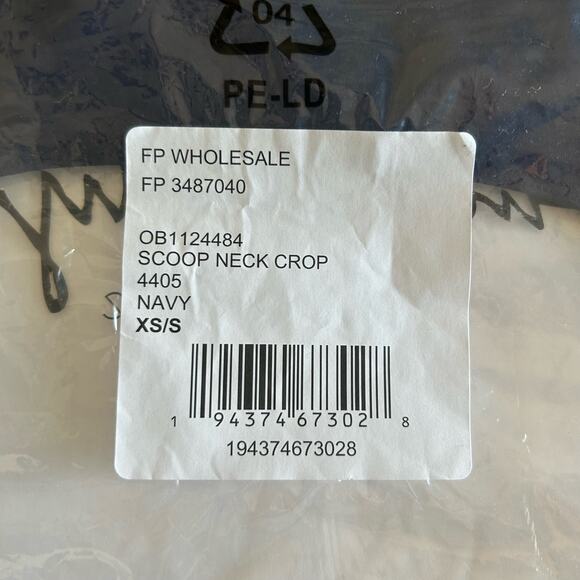 04
PE-LD
FP WHOLESALE
FP 3487040
OB1124484
SCOOP NECK CROP
4405
NAVY
XS/S
1 94374 67302 8
194374673028